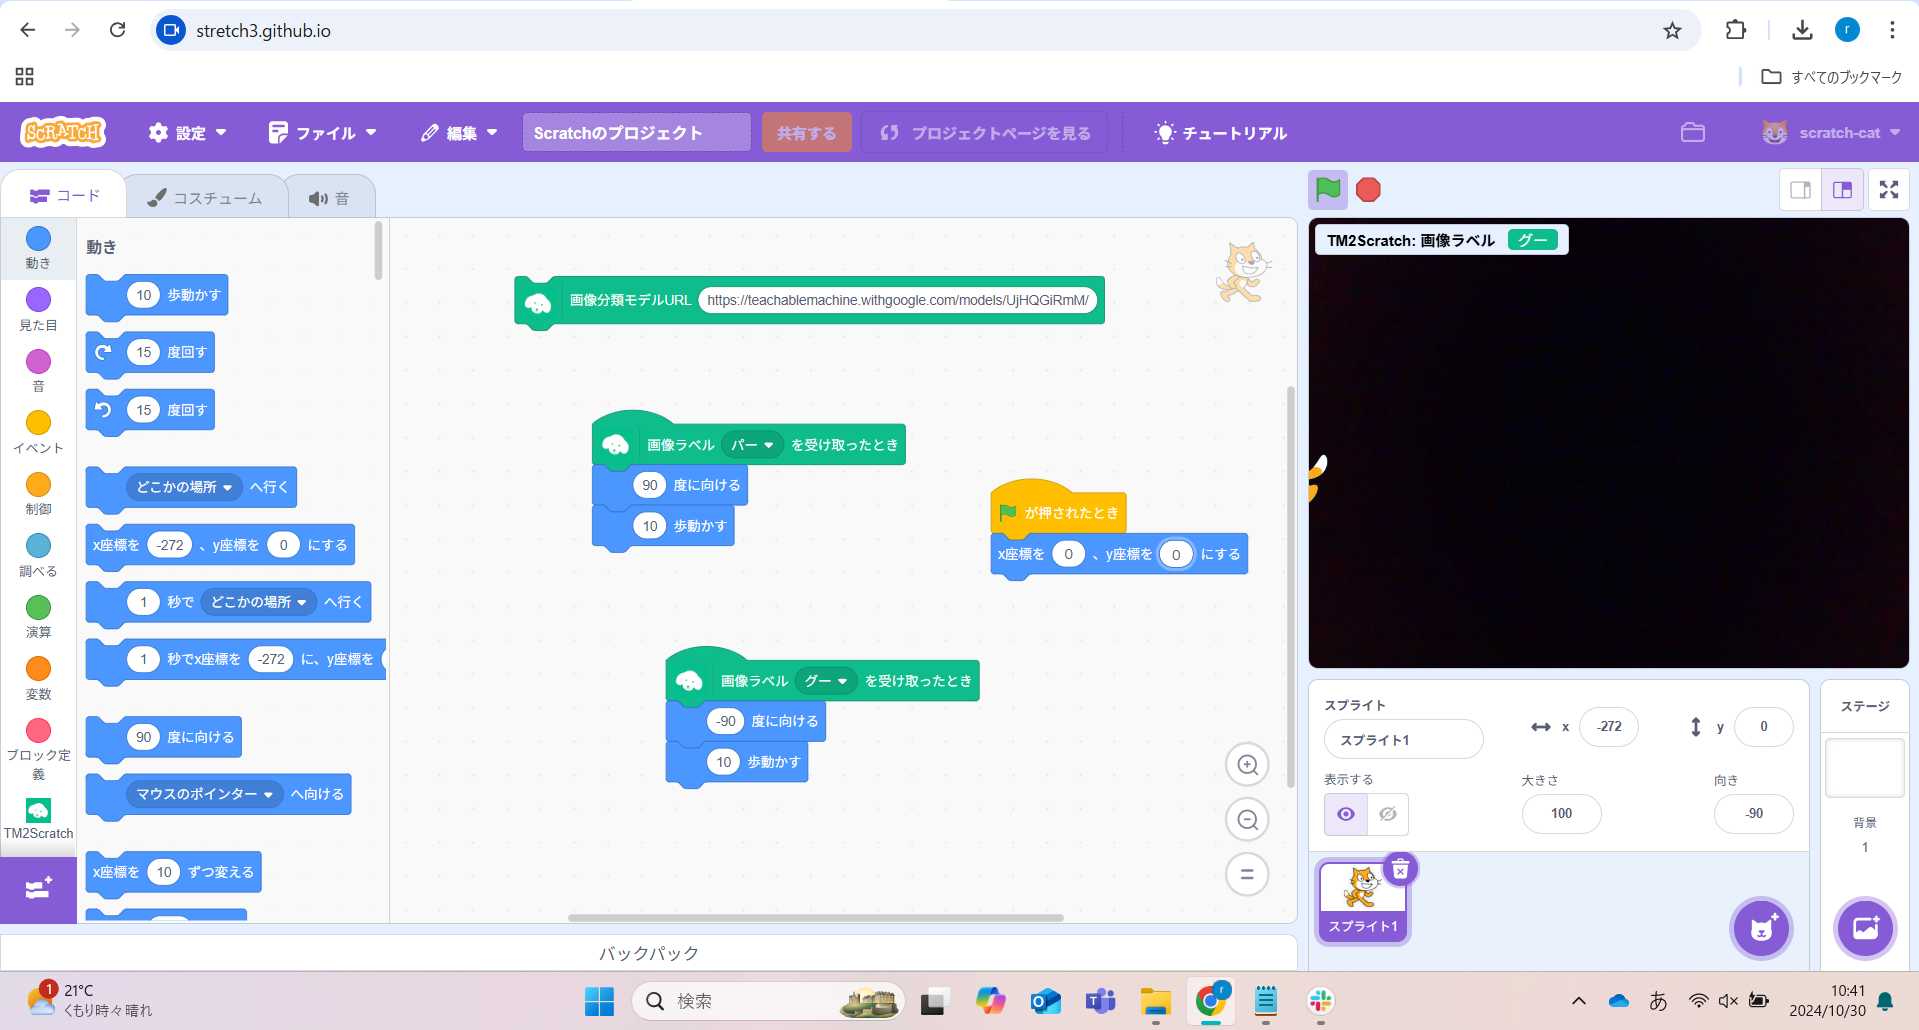 stretch3.github.io
r
すべてのブックマーク
SCRATCH
設定
ファイル
編集
Scratchのプロジェクト
共有する
プロジェクトページを見る
チュートリアル
scratch-cat
コード
コスチューム
音
動き
見た目
音
イベント
制御
調べる
演算
変数
ブロック定
義
TM2Scratch
動き
10 歩動かす
15 度回す
15 度回す
どこかの場所 へ行く
x座標を -272 、y座標を 0 にする
1 秒で どこかの場所 へ行く
1 秒でx座標を -272 に、y座標を
90 度に向ける
マウスのポインター へ向ける
x座標を 10 ずつ変える
画像分類モデルURL https://teachablemachine.withgoogle.com/models/UjHQGiRmM/
画像ラベル パー を受け取ったとき
90 度に向ける
10 歩動かす
が押されたとき
x座標を 0 、y座標を 0 にする
画像ラベル グー を受け取ったとき
-90 度に向ける
10 歩動かす
バックパック
TM2Scratch: 画像ラベル グー
スプライト
スプライト1
x -272
y 0
表示する
大きさ
100
向き
-90
スプライト1
ステージ
背景
1
1
21°C
くもり時々晴れ
検索
r
あ
10:41
2024/10/30